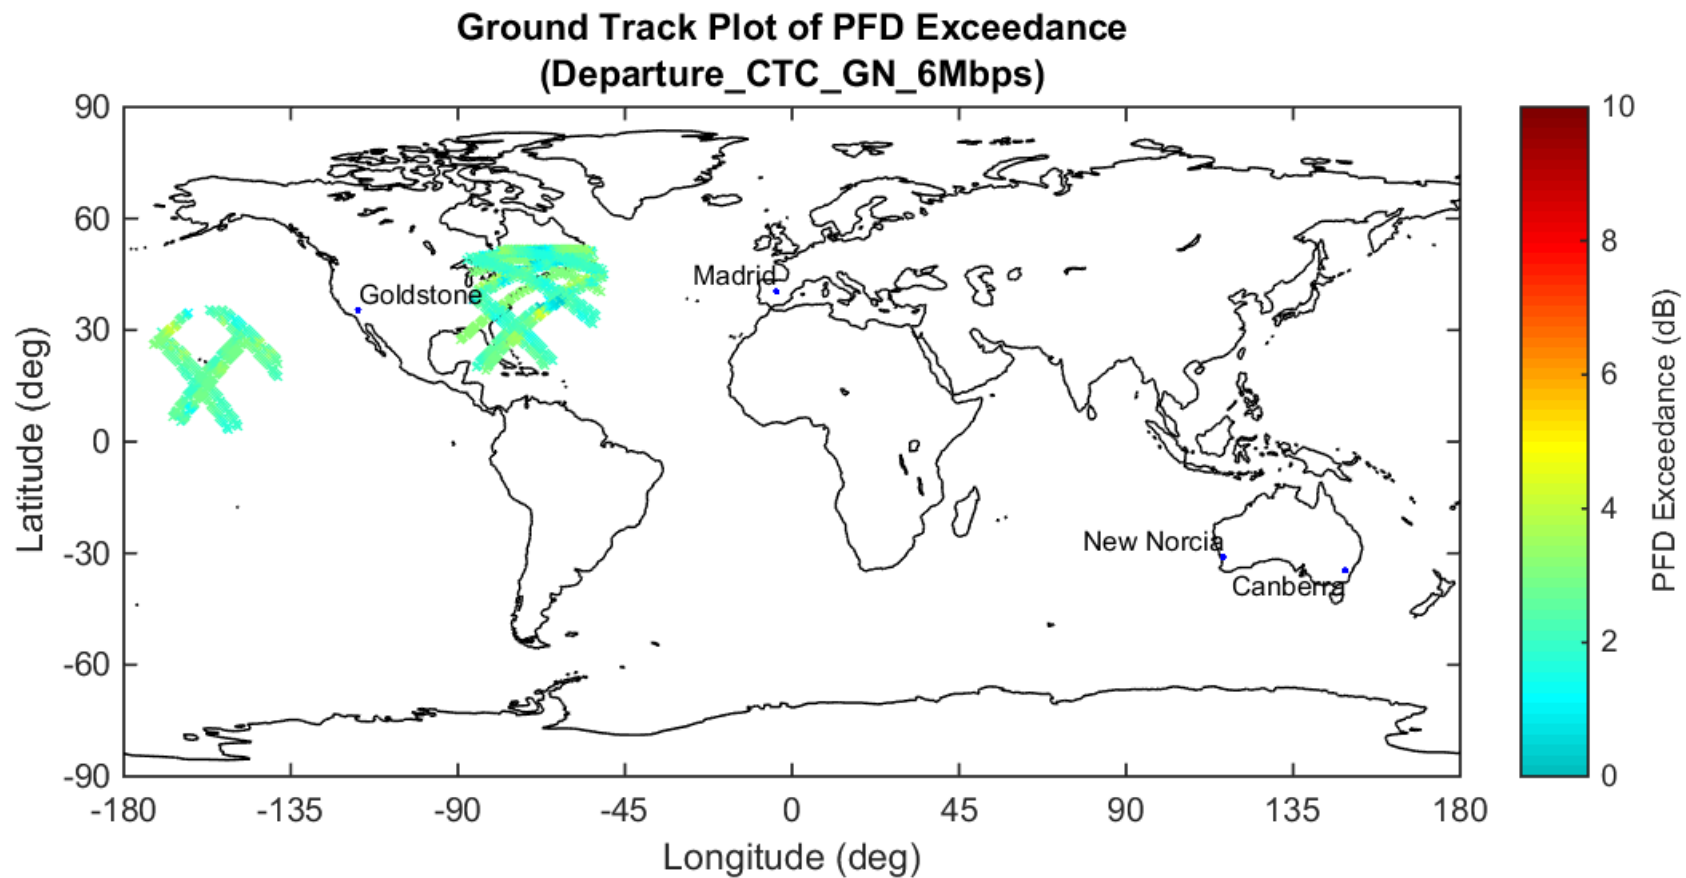 Ground Track Plot of PFD Exceedance
(Departure_CTC_GN_6Mbps)
90
60
30
0
-30
-60
-90
Latitude (deg)
Goldstone
Madrid
New Norcia
Canberra
-180 -135 -90 -45 0 45 90 135 180
Longitude (deg)
10
8
6
4
2
0
PFD Exceedance (dB)